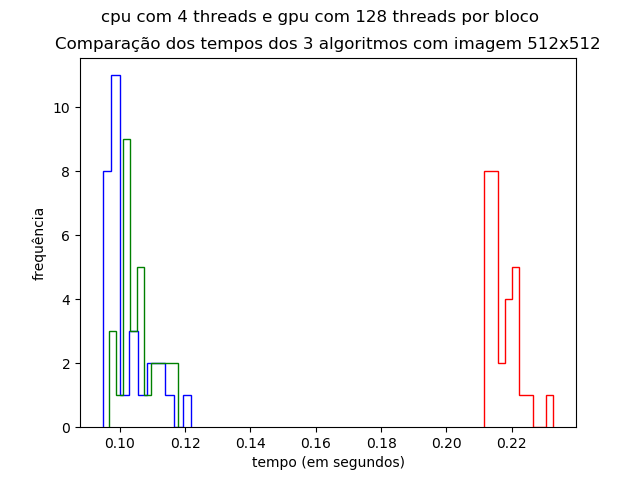 cpu com 4 threads e gpu com 128 threads por bloco
Comparação dos tempos dos 3 algoritmos com imagem 512x512
10
8
6
4
2
0
frequência
0.10 0.12 0.14 0.16 0.18 0.20 0.22
tempo (em segundos)